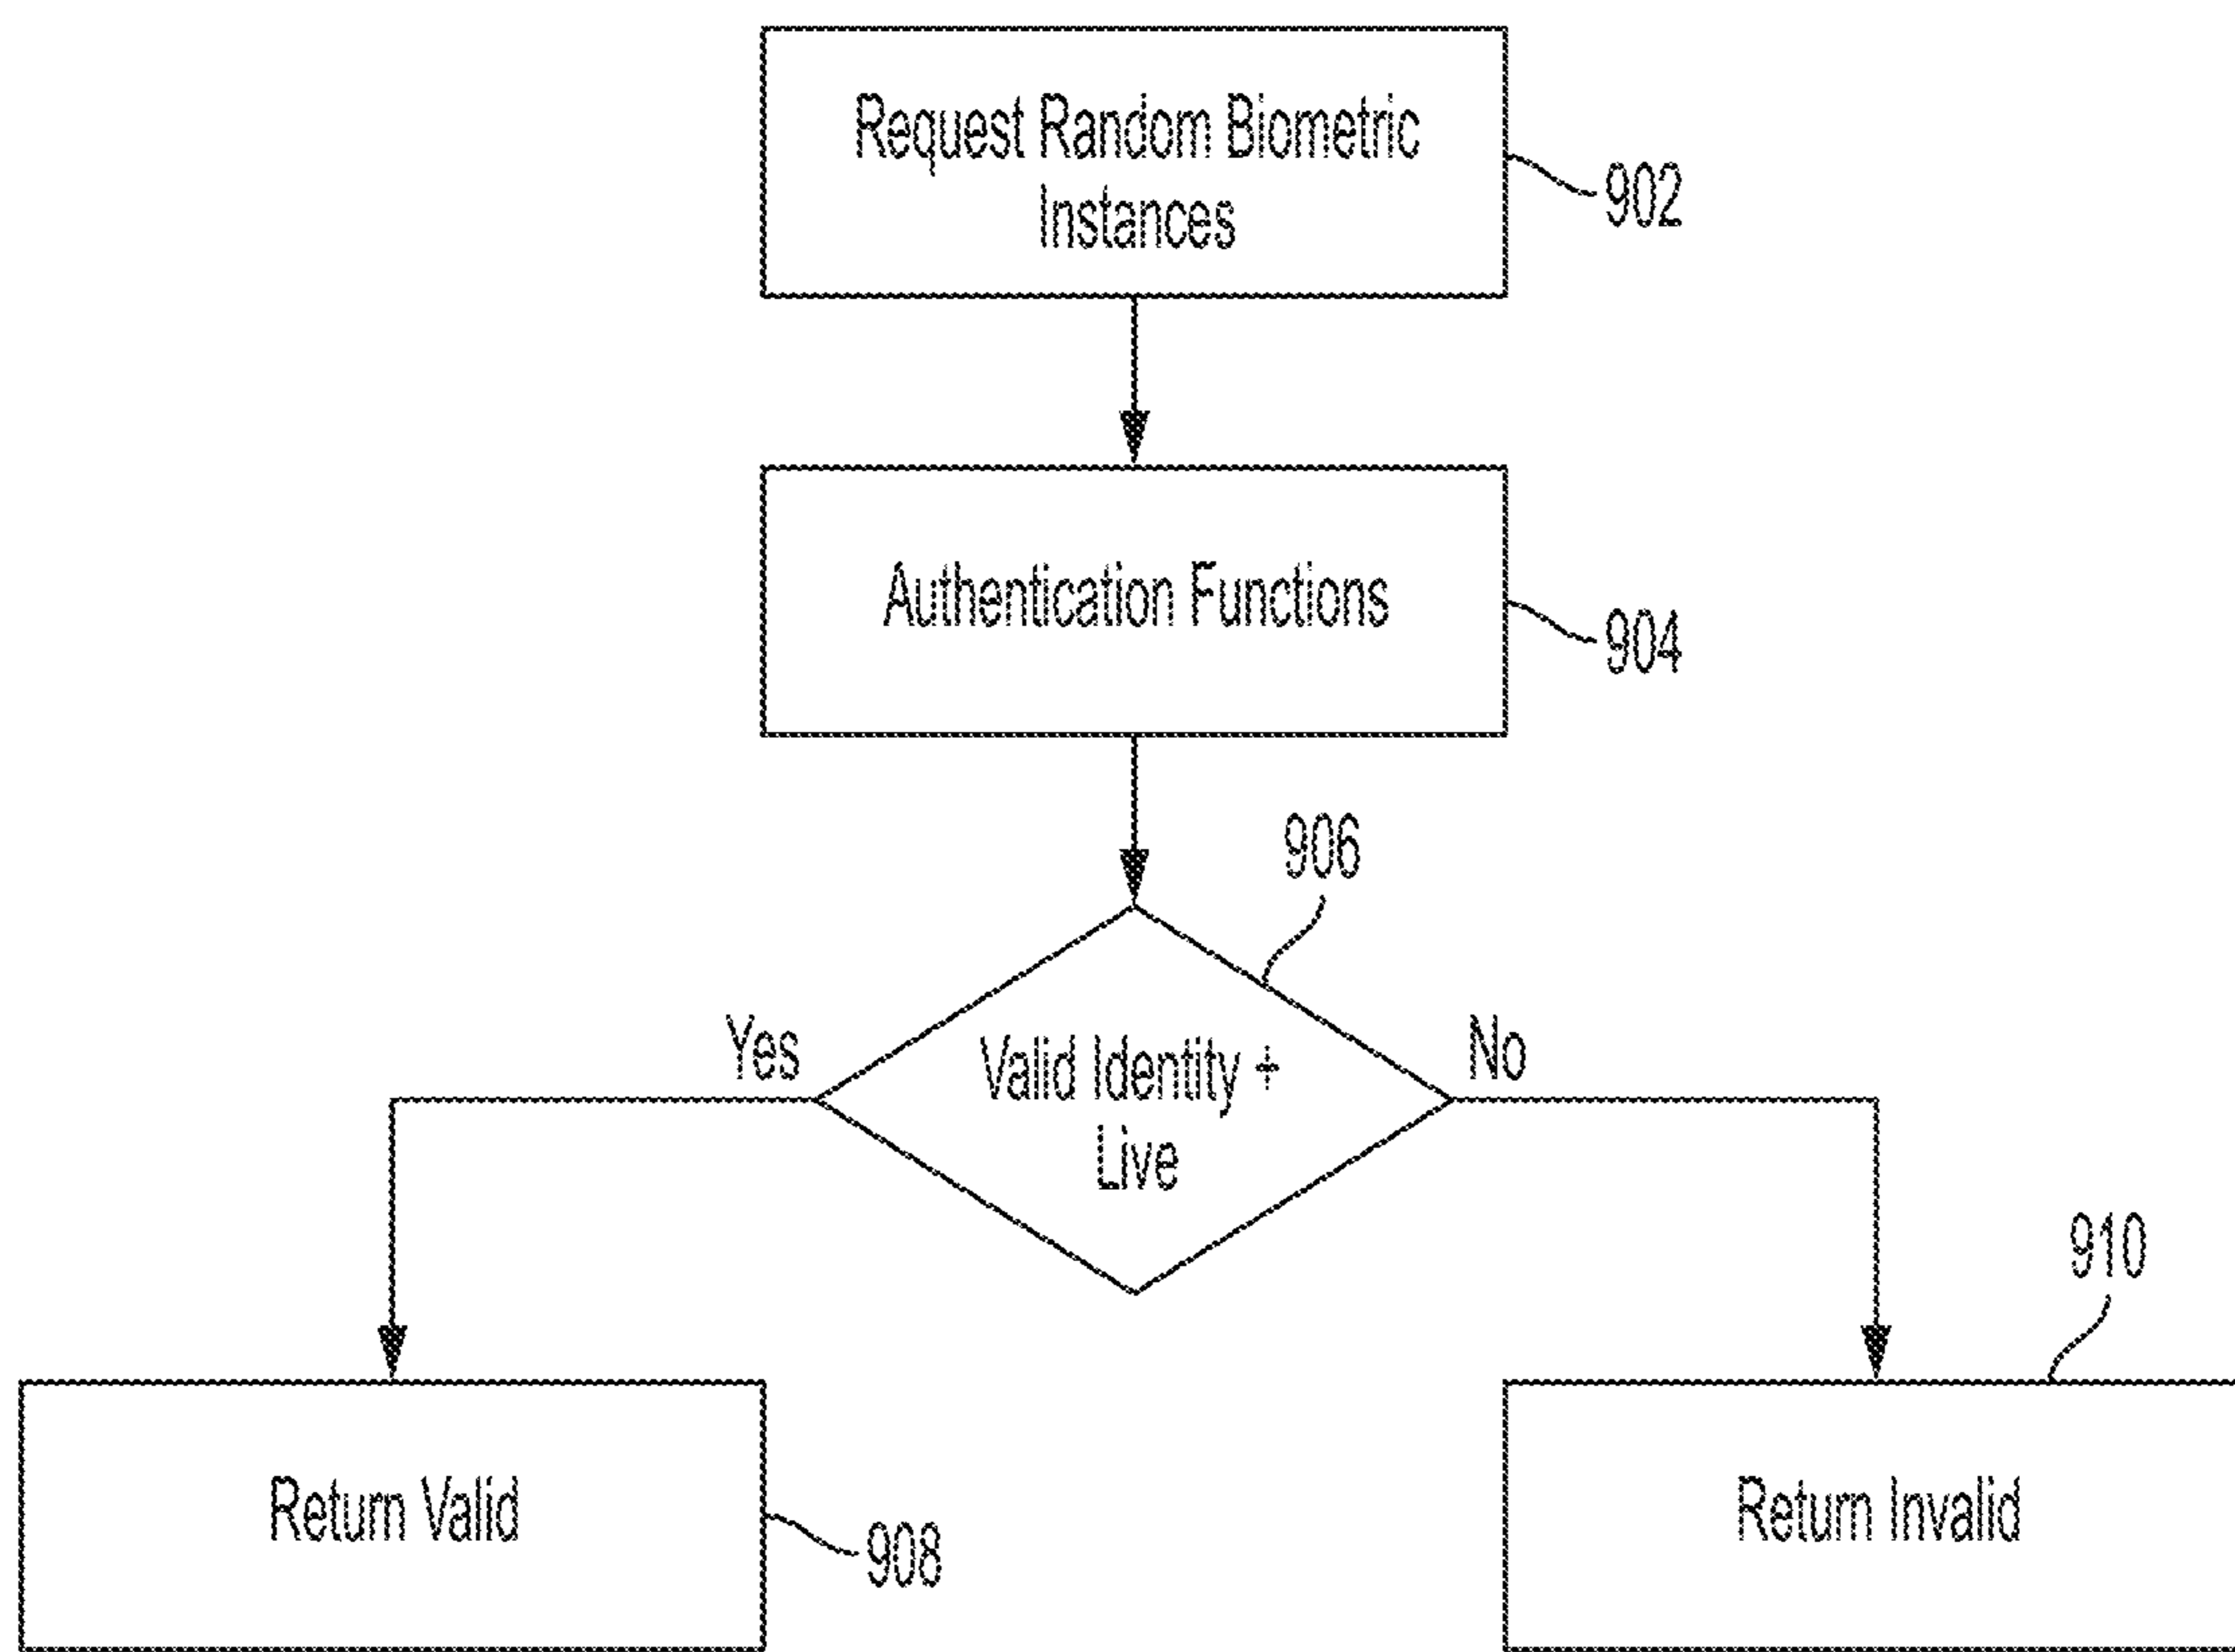 Request Random Biometric
Instances
902
Authentication Functions
904
906
Yes
Valid Identity +
Live
No
910
Return Valid
908
Return Invalid